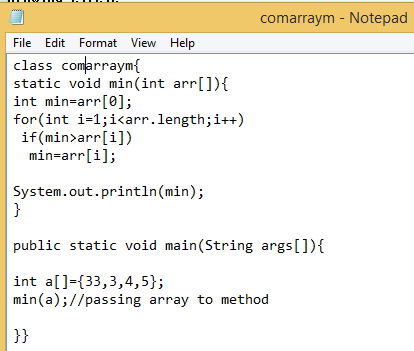 comarraym - Notepad
File Edit Format View Help
class comarraym{
static void min(int arr[]){
int min=arr[0];
for(int i=1;i<arr.length;i++)
 if(min>arr[i])
  min=arr[i];

System.out.println(min);
}

public static void main(String args[]){

int a[]={33,3,4,5};
min(a);//passing array to method

}}